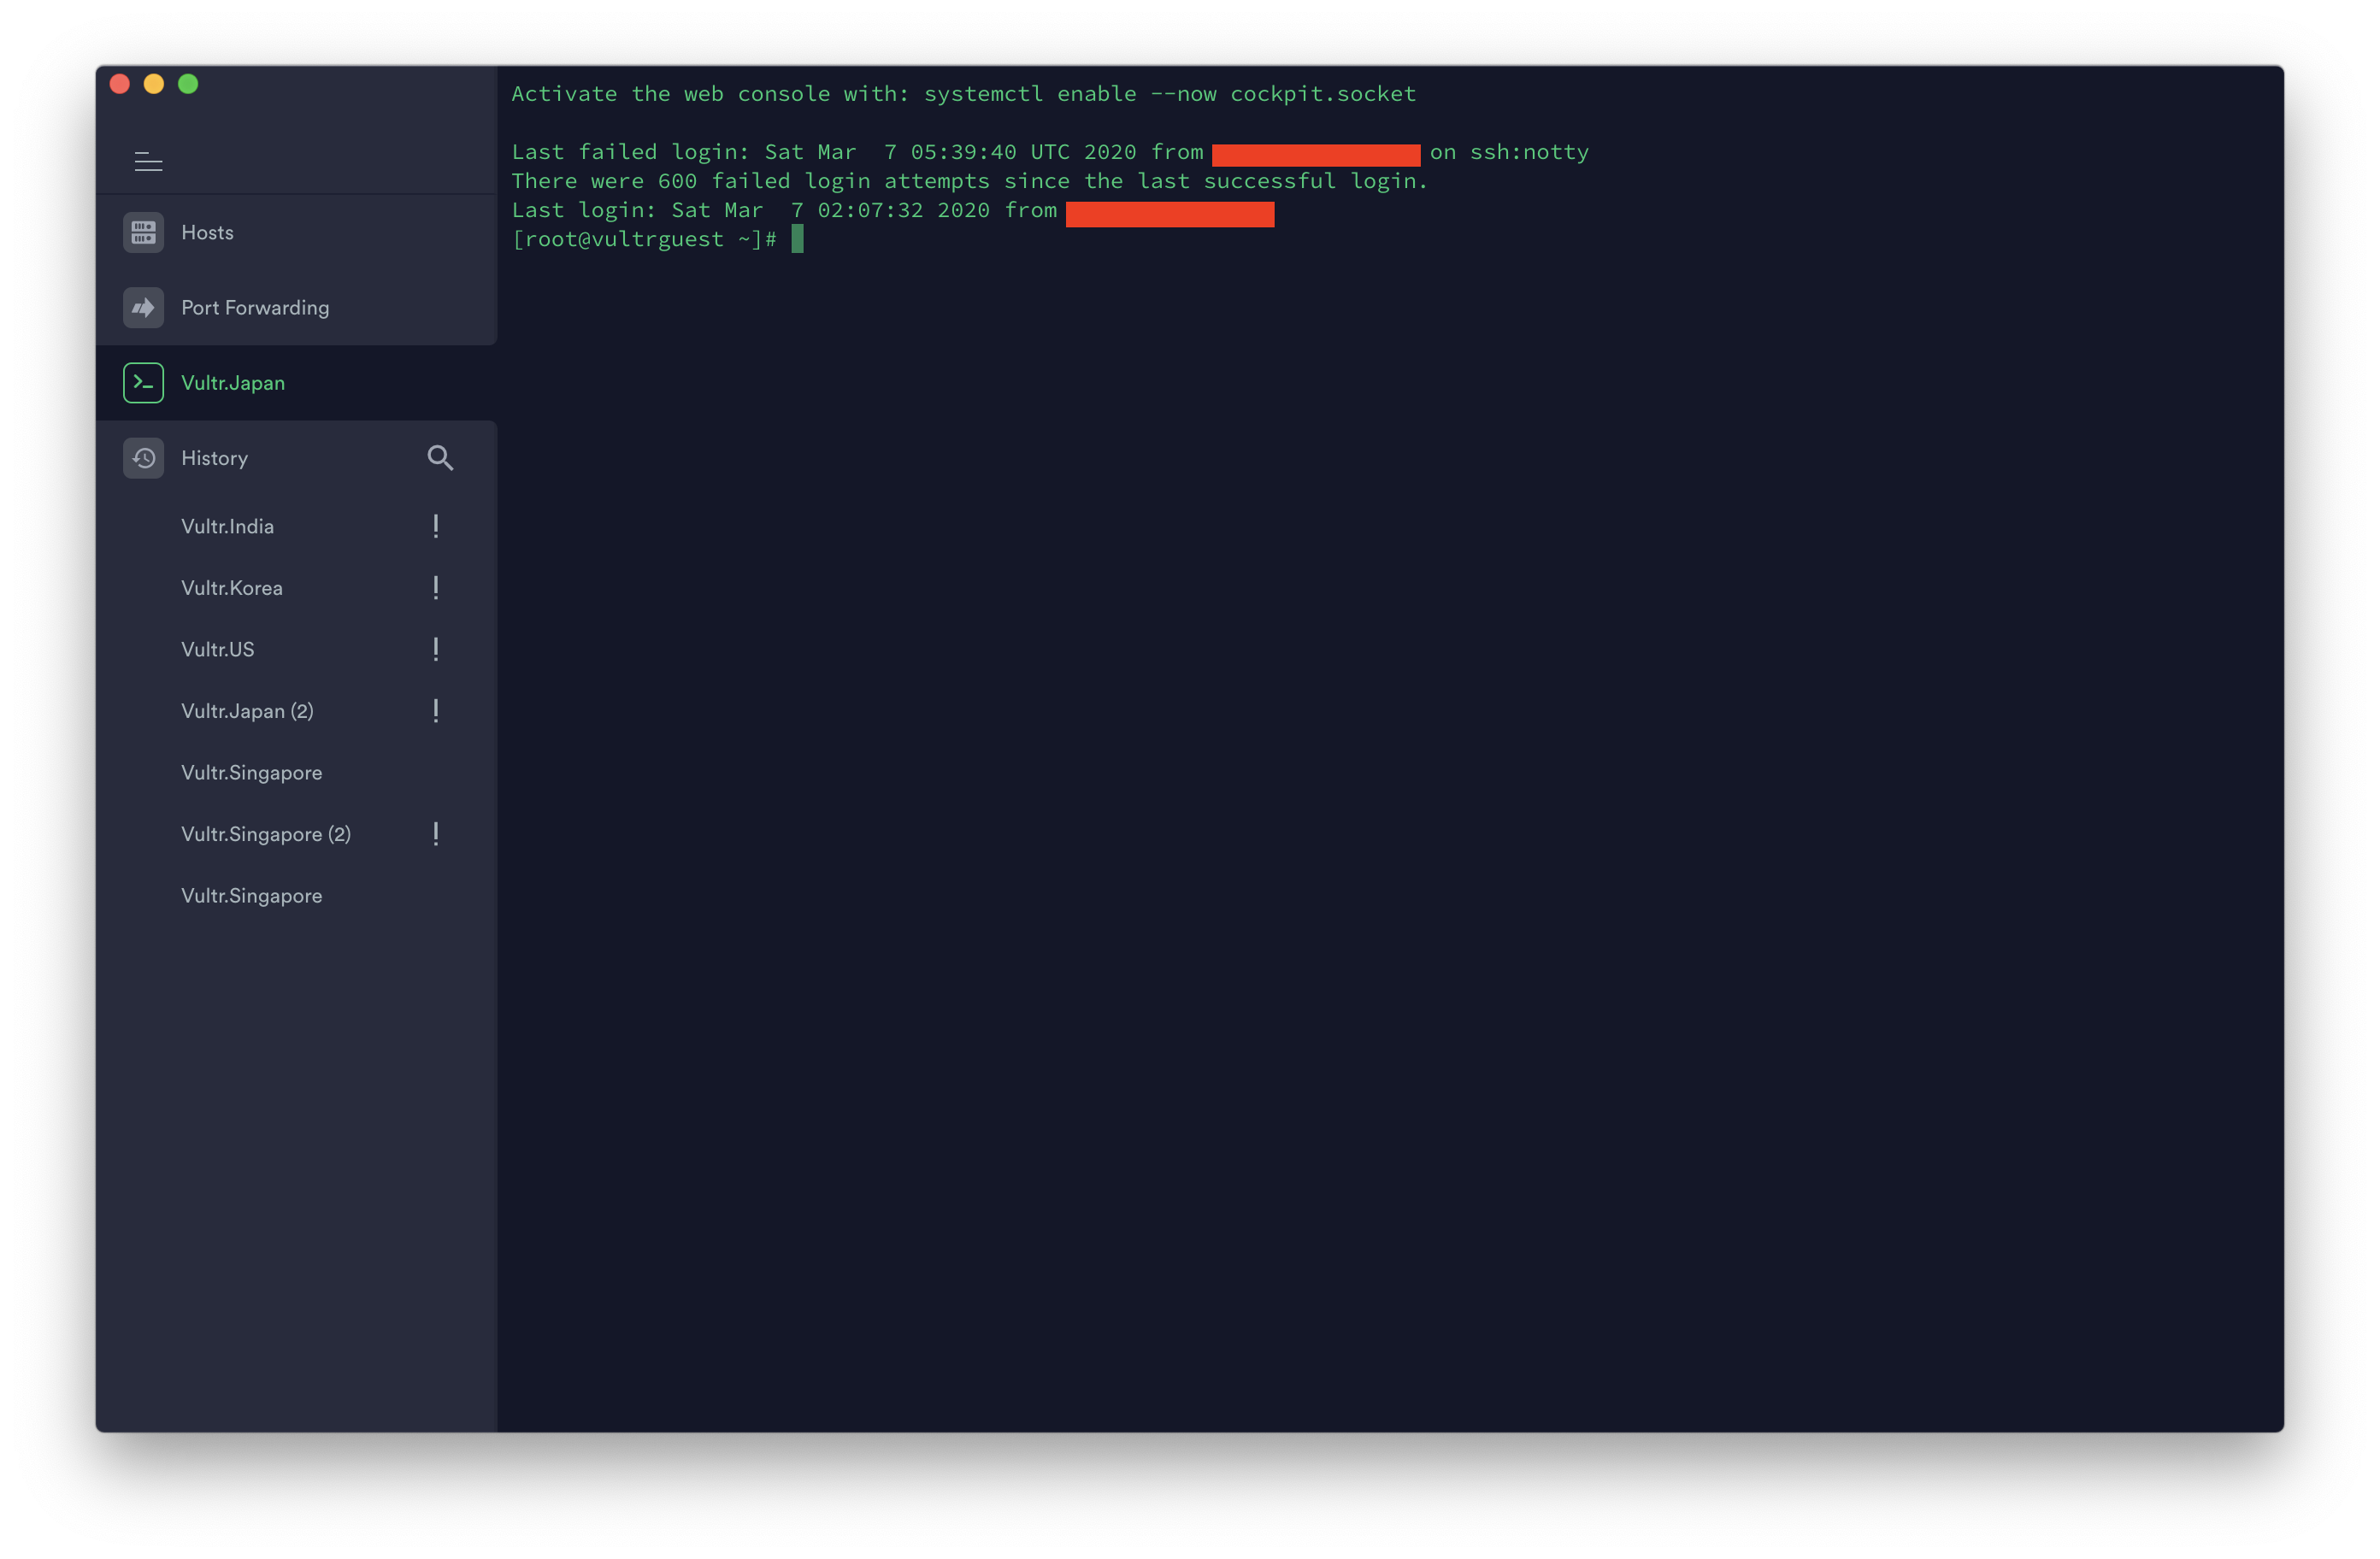 Hosts
Port Forwarding
Vultr.Japan
History
Vultr.India
Vultr.Korea
Vultr.US
Vultr.Japan (2)
Vultr.Singapore
Vultr.Singapore (2)
Vultr.Singapore
Activate the web console with: systemctl enable --now cockpit.socket
Last failed login: Sat Mar  7 05:39:40 UTC 2020 from on ssh:notty
There were 600 failed login attempts since the last successful login.
Last login: Sat Mar  7 02:07:32 2020 from
[root@vultrguest ~]#